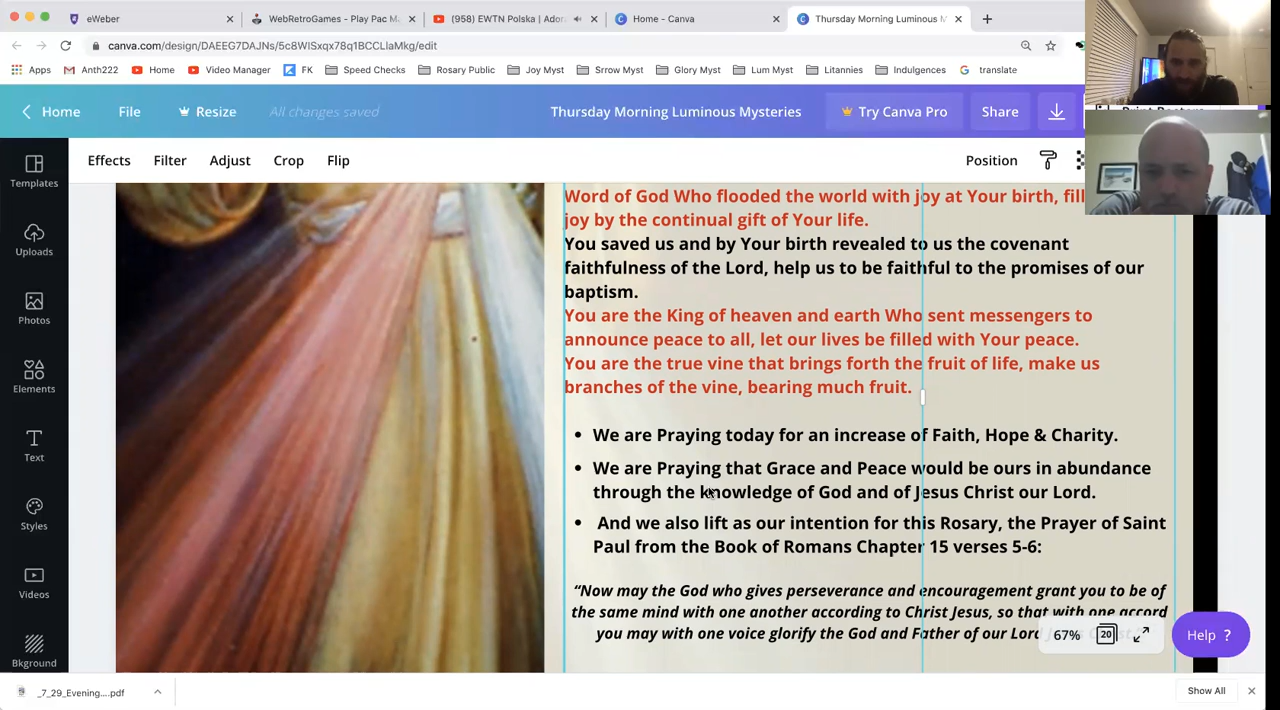 eWeber
WebRetroGames - Play Pac M
(958) EWTN Polska | Ador
Home - Canva
Thursday Morning Luminous M
canva.com/design/DAEEG7DAJNs/5c8WlSxqx78q1BCCLlaMkg/edit
Apps
Anth222
Home
Video Manager
FK
Speed Checks
Rosary Public
Joy Myst
Srrow Myst
Glory Myst
Lum Myst
Litannies
Indulgences
translate
Home
File
Resize
All changes saved
Thursday Morning Luminous Mysteries
Try Canva Pro
Share
Effects
Filter
Adjust
Crop
Flip
Position
Templates
Uploads
Photos
Elements
Text
Styles
Videos
Bkground
Word of God Who flooded the world with joy at Your birth, fill
joy by the continual gift of Your life.
You saved us and by Your birth revealed to us the covenant
faithfulness of the Lord, help us to be faithful to the promises of our
baptism.
You are the King of heaven and earth Who sent messengers to
announce peace to all, let our lives be filled with Your peace.
You are the true vine that brings forth the fruit of life, make us
branches of the vine, bearing much fruit.
• We are Praying today for an increase of Faith, Hope & Charity.
• We are Praying that Grace and Peace would be ours in abundance
through the knowledge of God and of Jesus Christ our Lord.
• And we also lift as our intention for this Rosary, the Prayer of Saint
Paul from the Book of Romans Chapter 15 verses 5-6:
“Now may the God who gives perseverance and encouragement grant you to be of
the same mind with one another according to Christ Jesus, so that with one accord
you may with one voice glorify the God and Father of our Lord
67%
20
Help ?
_7_29_Evening....pdf
Show All